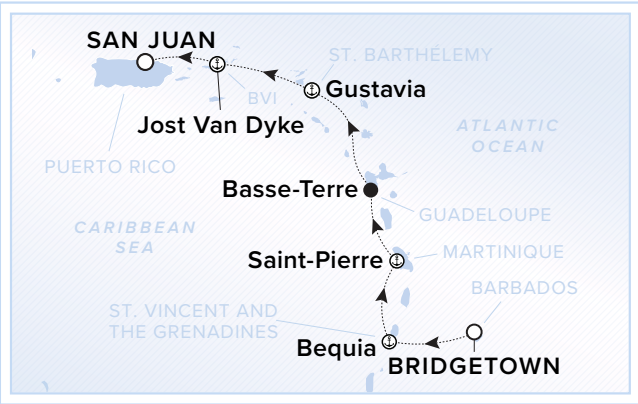 SAN JUAN
ST. BARTHÉLEMY
Gustavia
BVI
Jost Van Dyke
ATLANTIC
OCEAN
PUERTO RICO
Basse-Terre
GUADELOUPE
CARIBBEAN
SEA
Saint-Pierre
MARTINIQUE
BARBADOS
ST. VINCENT AND
THE GRENADINES
Bequia
BRIDGETOWN